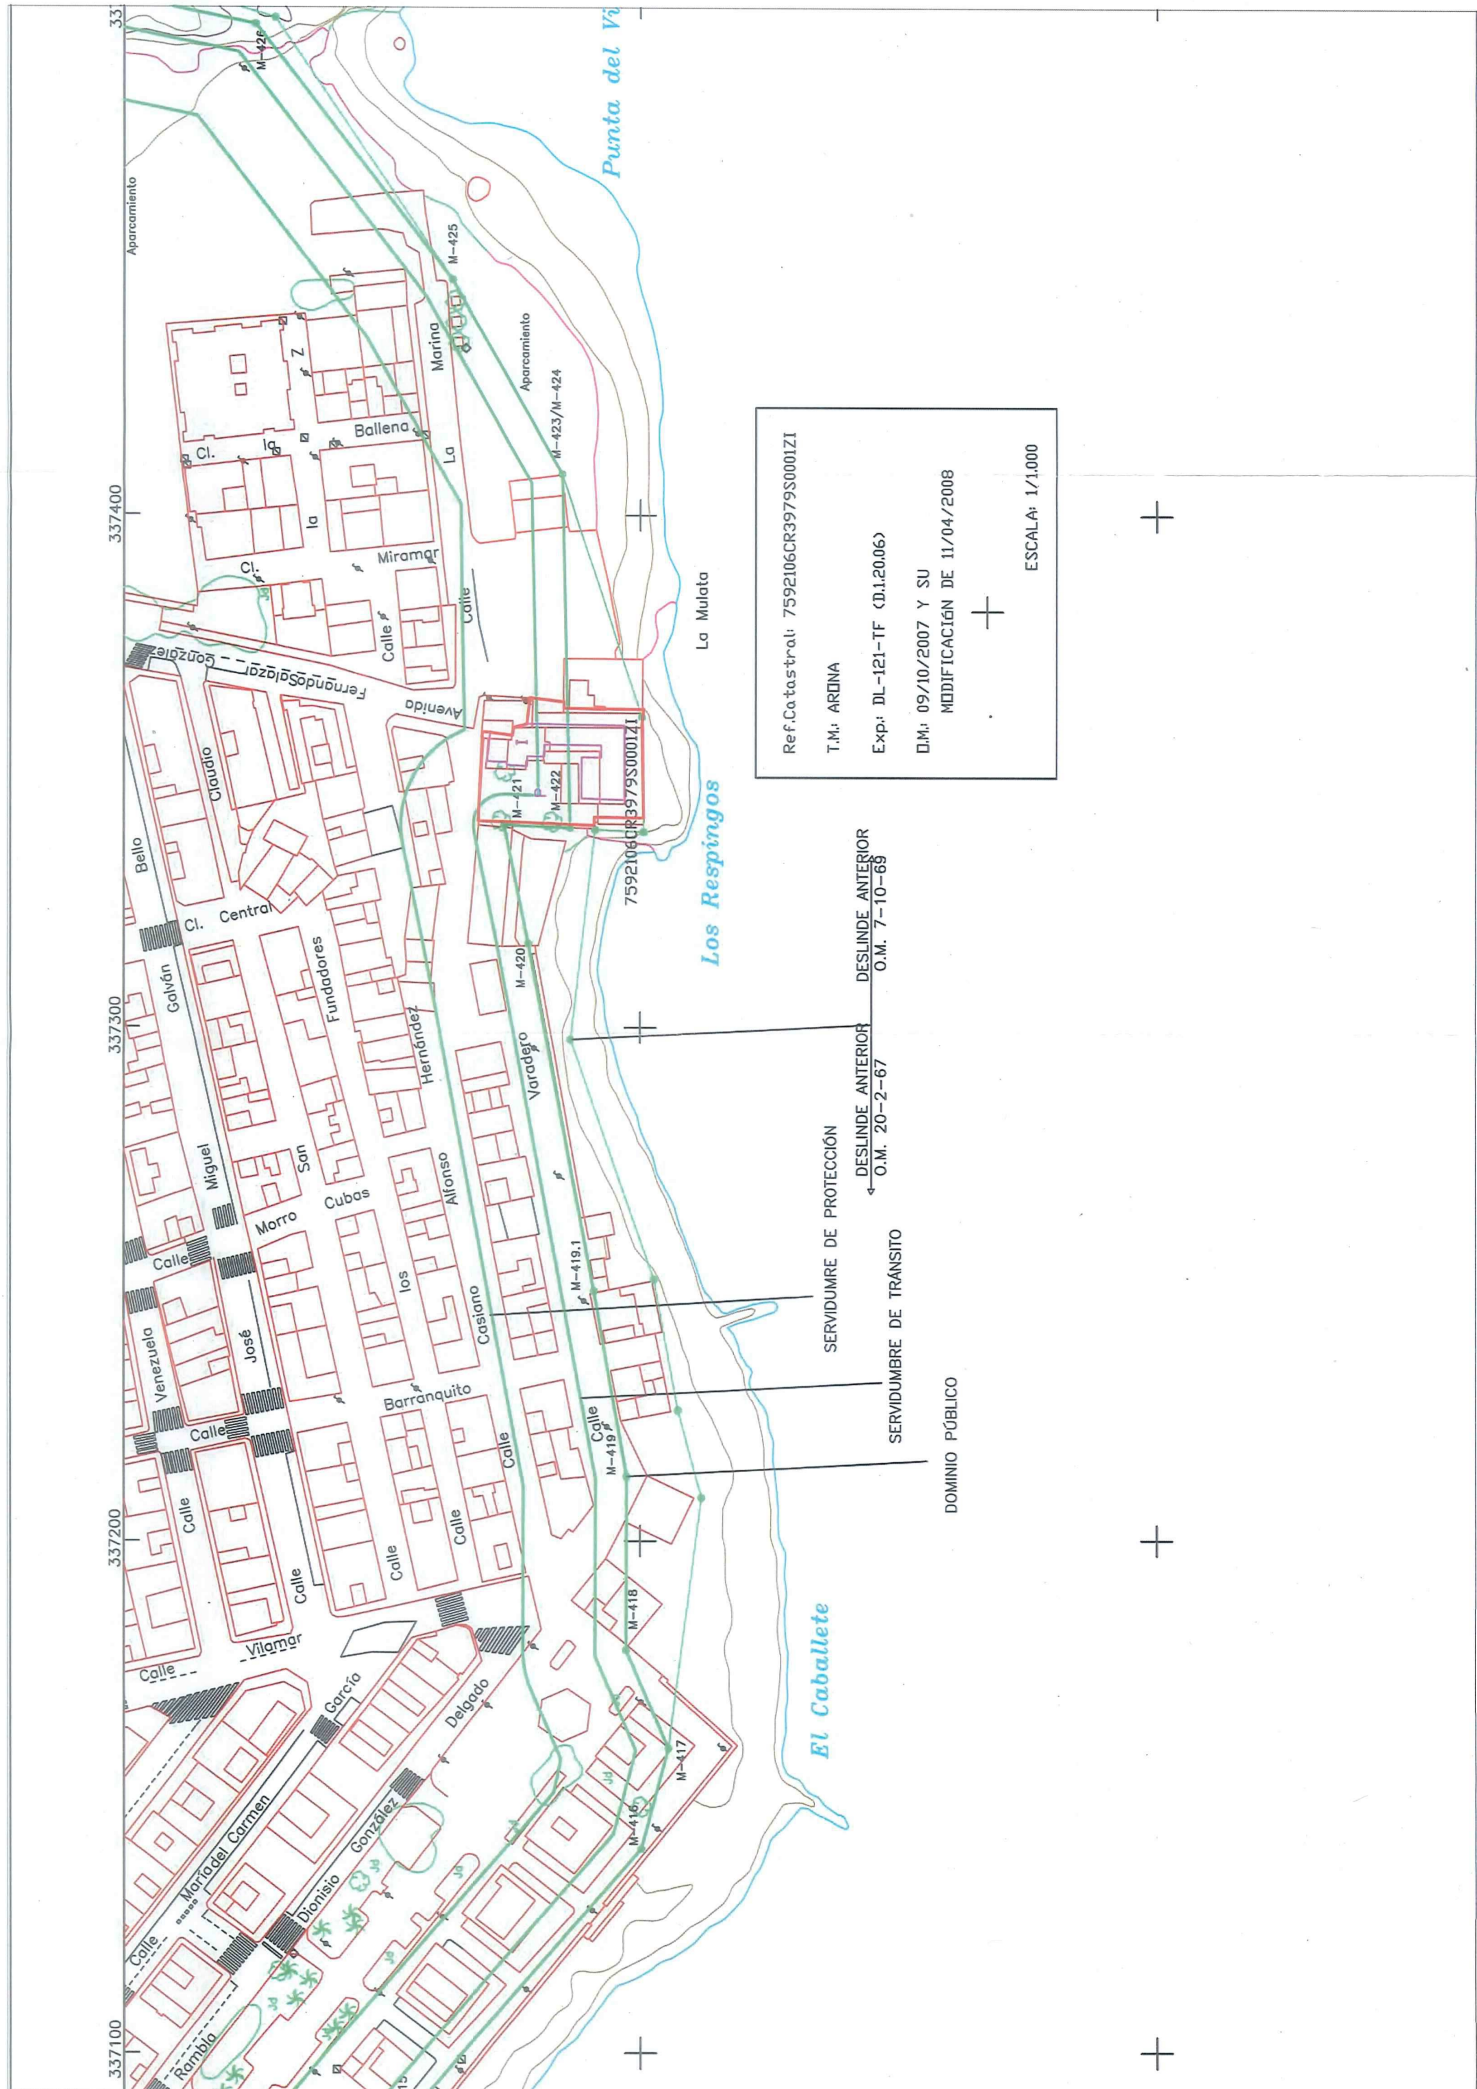 337100
337200
337300
337400
Calle
María del Carmen
García
Rambla
Dionisio
González
Delgado
Calle
Vilamar
Calle
Calle
Calle
Venezuela
Calle
José
Miguel
Galván
Bello
Calle
Calle
Barranquito
los
Morro
Cubas
San
Fundadores
Cl. Central
Claudio
Fernando Salazar González
Avenida
Calle
Calle
Casiano
Alfonso
Hernández
Calle
Varadero
Calle
Miramar
Cl.
la
Cl.
la
Z
Ballena
Calle
La
Marina
Aparcamiento
Aparcamiento
M-416
M-417
M-418
M-419
M-419.1
M-420
M-421
M-422
M-423/M-424
M-425
M-426
7592106CR3979S0001ZI
La Mulata
Punta del Vi
Los Respingos
El Caballete
DESLINDE ANTERIOR
O.M. 20-2-67
DESLINDE ANTERIOR
O.M. 7-10-69
SERVIDUMRE DE PROTECCIÓN
SERVIDUMBRE DE TRÁNSITO
DOMINIO PÚBLICO
Ref.Catastral: 7592106CR3979S0001ZI
T.M.: ARONA
Exp.: DL-121-TF (D.1.20.06)
O.M.: 09/10/2007 Y SU
MODIFICACIÓN DE 11/04/2008
ESCALA: 1/1.000